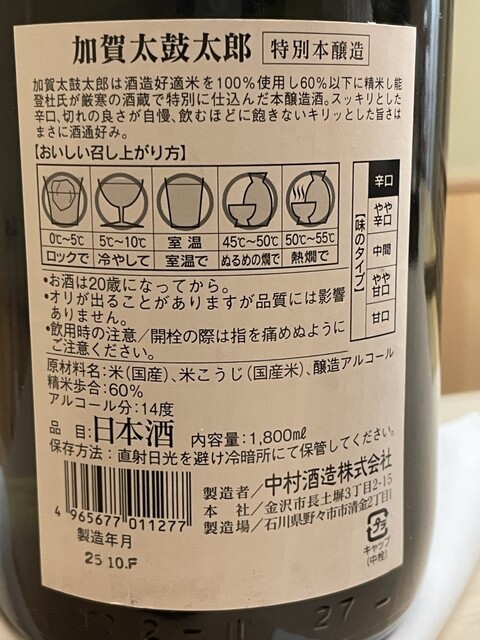 加賀太鼓太郎 特別本醸造
加賀太鼓太郎は酒造好適米を100%使用し60%以下に精米し能
登杜氏が厳寒の酒蔵で特別に仕込んだ本醸造酒。スッキリとした
辛口、切れの良さが自慢、飲むほどに飽きないキリッとした旨さは
まさに酒通好み。
【おいしい召し上がり方】
0℃~5℃ 5℃~10℃ 室温 45℃~50℃ 50℃~55℃
ロックで 冷やして 室温で ぬるめの燗で 熱燗で
【味のタイプ】
辛口
やや辛口
中間
やや甘口
甘口
•お酒は20歳になってから。
•オリが出ることがありますが品質には影響
ありません。
•飲用時の注意/開栓の際は指を痛めぬように
ご注意ください。
原材料名:米(国産)、米こうじ(国産米)、醸造アルコール
精米歩合:60%
アルコール分:14度
品目:日本酒 内容量:1,800㎖
保存方法:直射日光を避け冷暗所にて保管してください。
製造者/中村酒造株式会社
本社/金沢市長土塀3丁目2-15
製造場/石川県野々市市清金2丁目1
4 965677 011277
製造年月
25 10.F
プラ
キャップ
(中栓)
27-